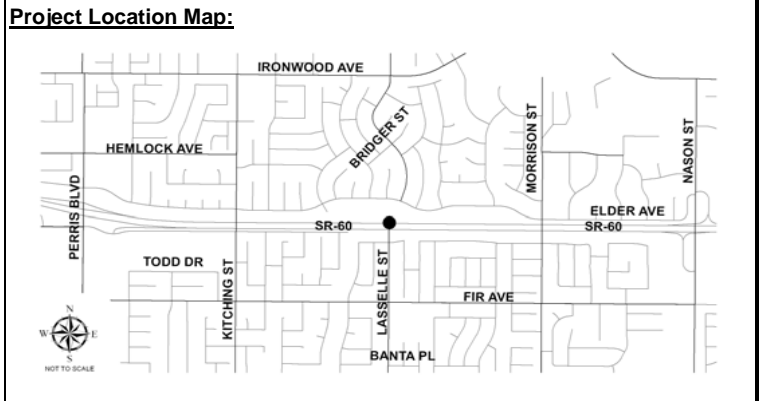 Project Location Map:
IRONWOOD AVE
BRIDGER ST
HEMLOCK AVE
MORRISON ST
NASON ST
PERRIS BLVD
ELDER AVE
SR-60
SR-60
TODD DR
KITCHING ST
LASSELLE ST
FIR AVE
BANTA PL
N
W E
S
NOT TO SCALE